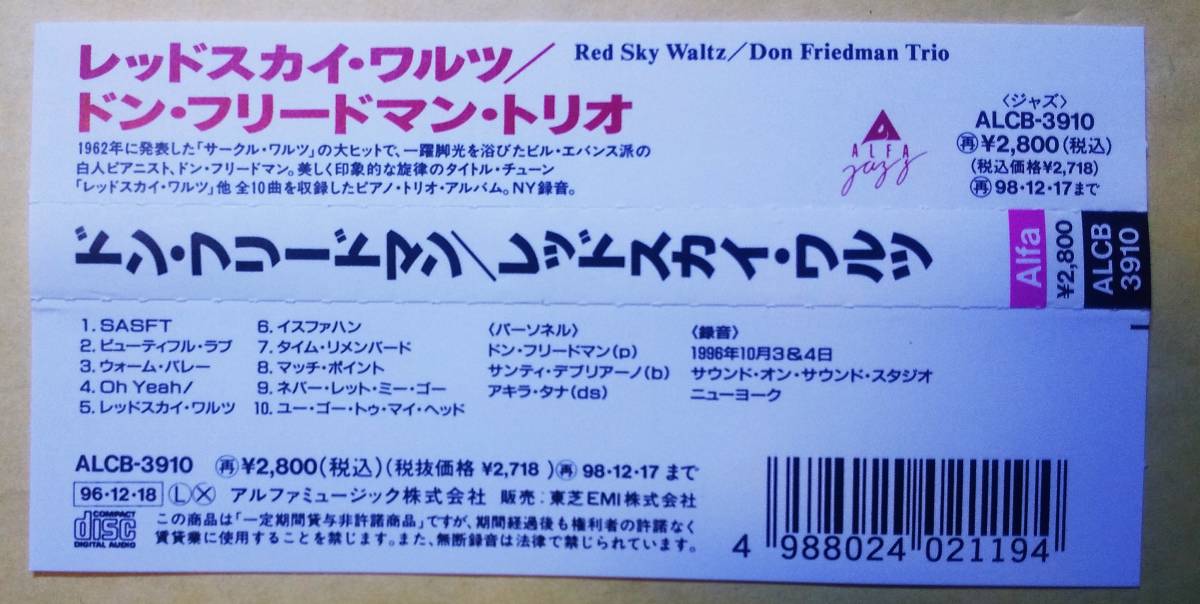 レッドスカイ・ワルツ/
ドン・フリードマン・トリオ
Red Sky Waltz/Don Friedman Trio
1962年に発表した「サークル・ワルツ」の大ヒットで、一躍脚光を浴びたビル・エバンス派の
白人ピアニスト、ドン・フリードマン。美しく印象的な旋律のタイトル・チューン
「レッドスカイ・ワルツ」他 全10曲を収録したピアノ・トリオ・アルバム。NY録音。
ALFA
jazz
〈ジャズ〉
ALCB-3910
再¥2,800(税込)
(税込価格¥2,718)
再98・12・17まで
ドン・フリードマン/レッドスカイ・ワルツ
Alfa
¥2,800
ALCB
3910
1. SASFT
2. ビューティフル・ラブ
3. ウォーム・バレー
4. Oh Yeah!
5. レッドスカイ・ワルツ
6. イスファハン
7. タイム・リメンバード
8. マッチ・ポイント
9. ネバー・レット・ミー・ゴー
10. ユー・ゴー・トゥ・マイ・ヘッド
〈パーソネル〉
ドン・フリードマン(p)
サンティ・デブリアーノ(b)
アキラ・タナ(ds)
〈録音〉
1996年10月3&4日
サウンド・オン・サウンド・スタジオ
ニューヨーク
ALCB-3910 再¥2,800(税込)(税抜価格 ¥2,718 )再98・12・17まで
96・12・18 L X アルファミュージック株式会社 販売:東芝EMI株式会社
COMPACT
disc
DIGITAL AUDIO
この商品は「一定期間貸与非許諾商品」ですが、期間経過後も権利者の許諾なく
賃貸業に使用することを禁じます。また、無断録音は法律で禁じられています。
4 988024 021194